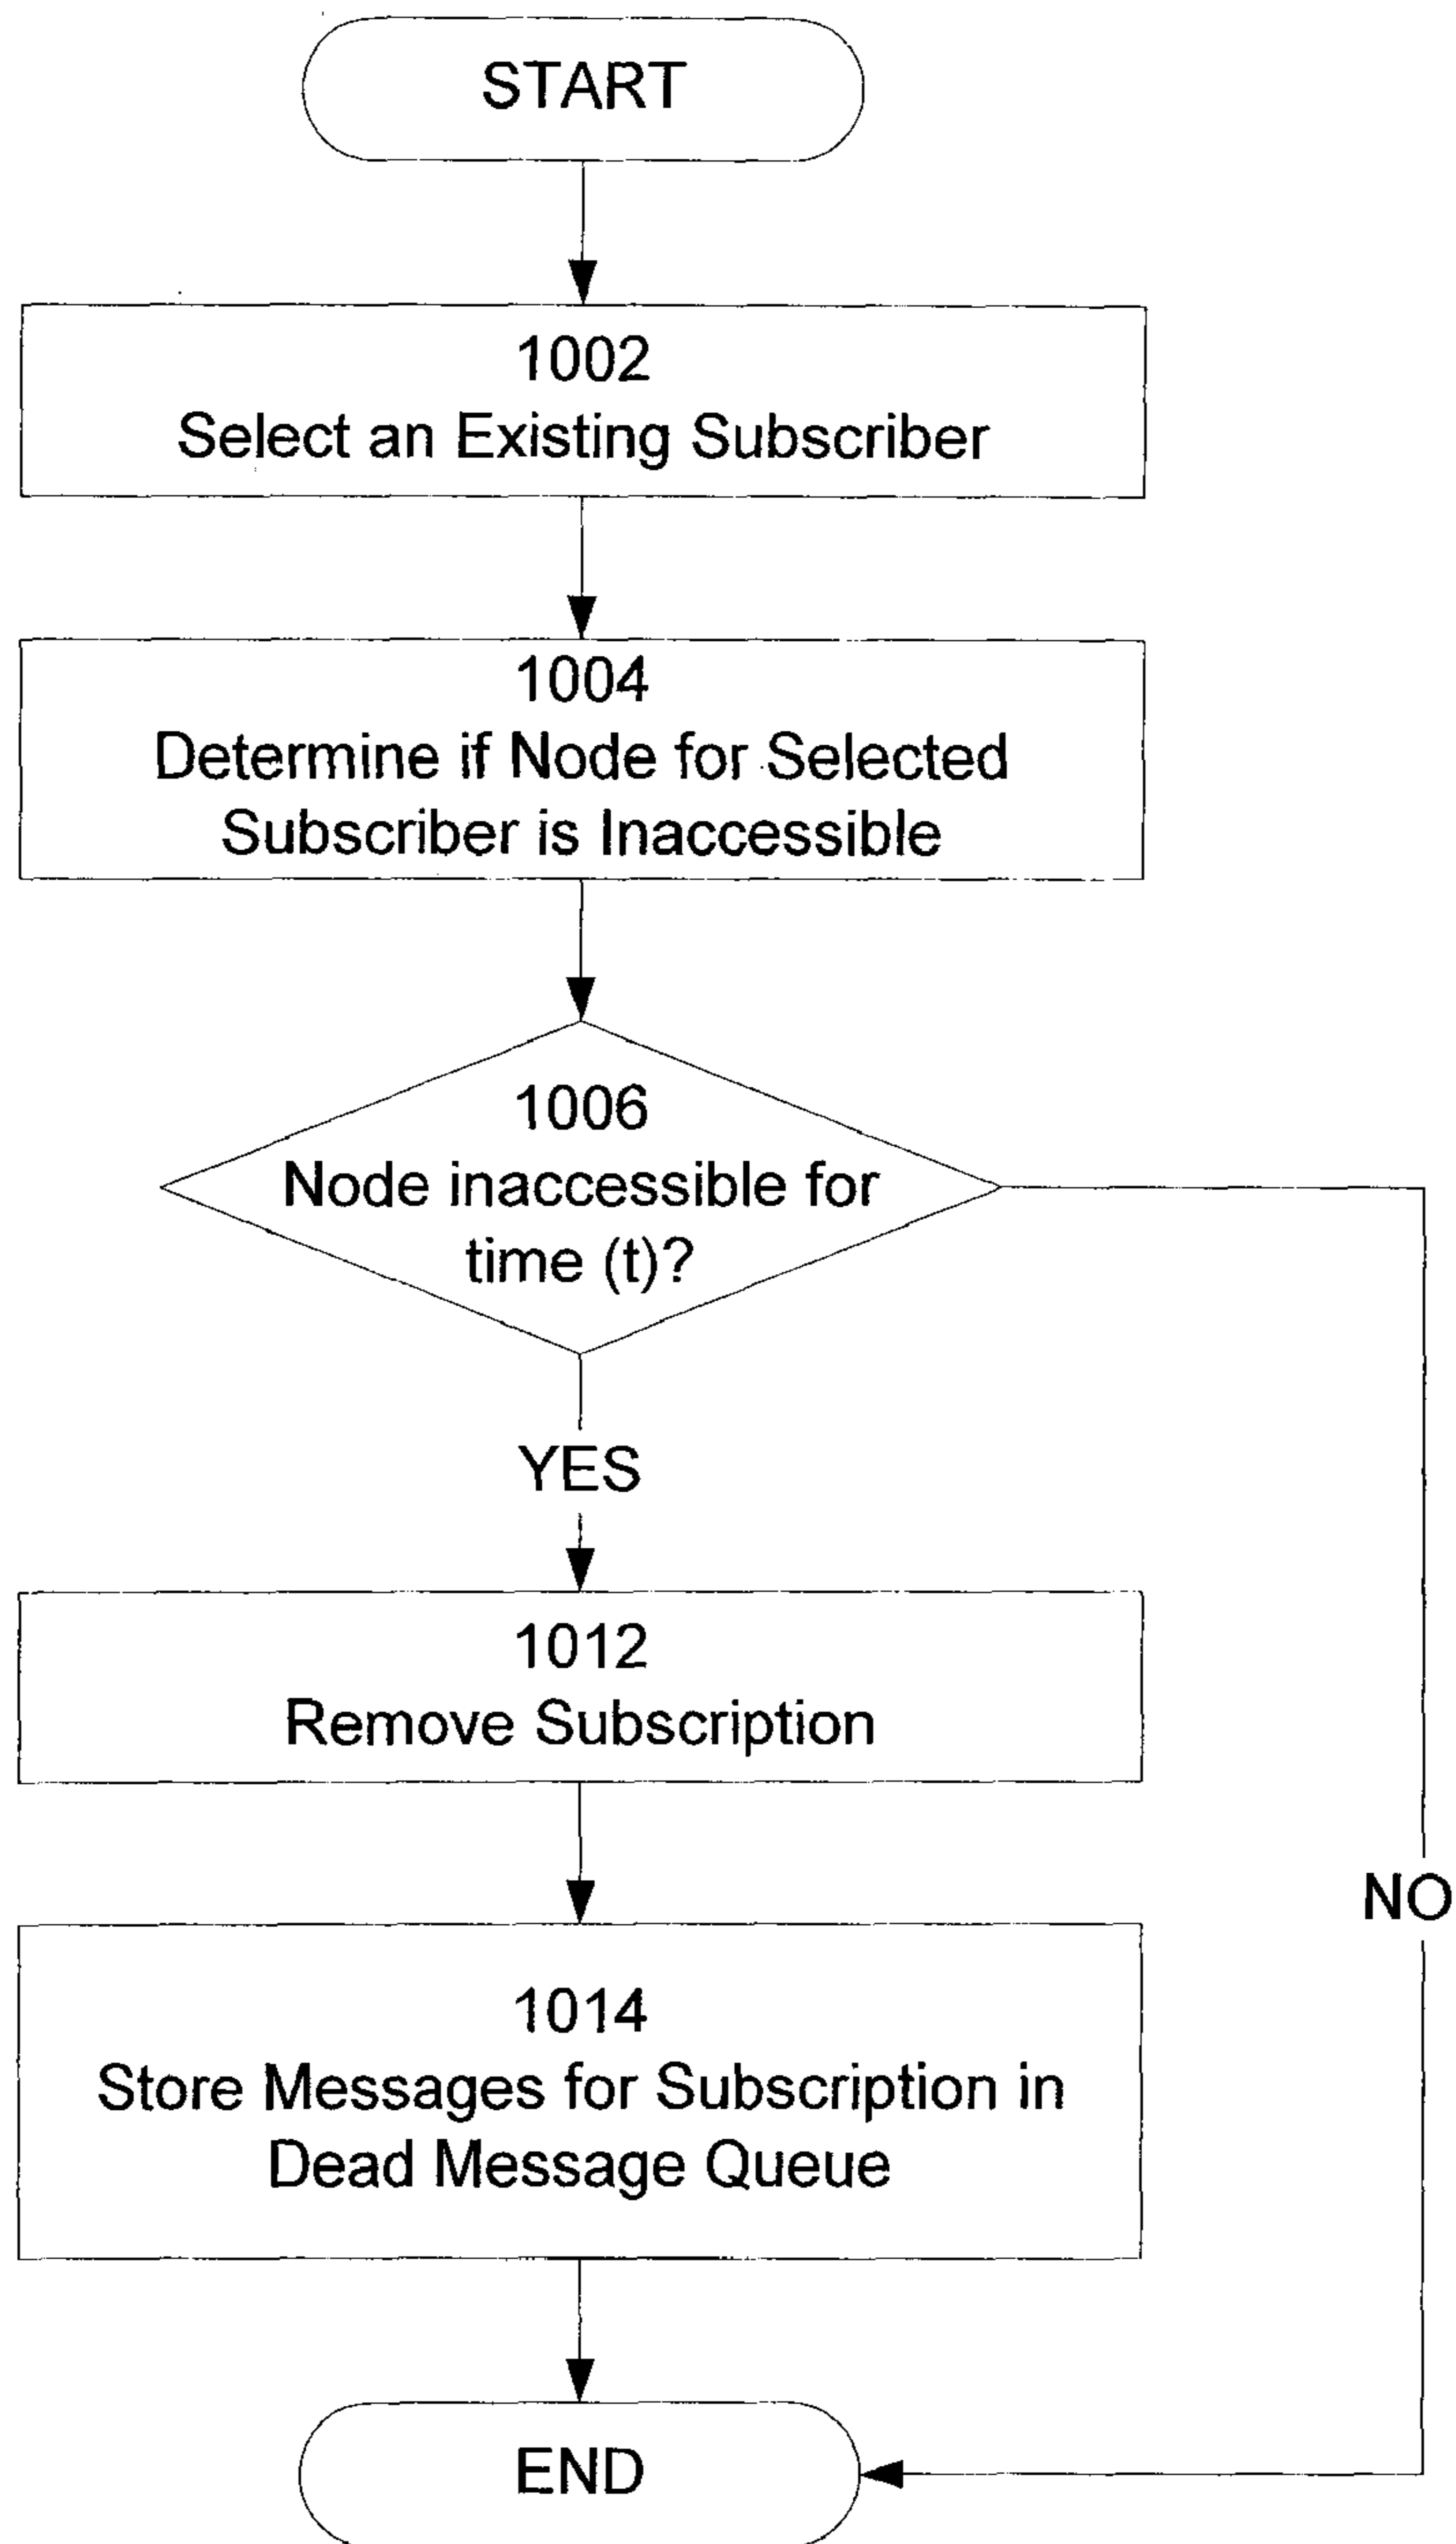 START
1002
Select an Existing Subscriber
1004
Determine if Node for Selected
Subscriber is Inaccessible
1006
Node inaccessible for
time (t)?
YES
1012
Remove Subscription
NO
1014
Store Messages for Subscription in
Dead Message Queue
END